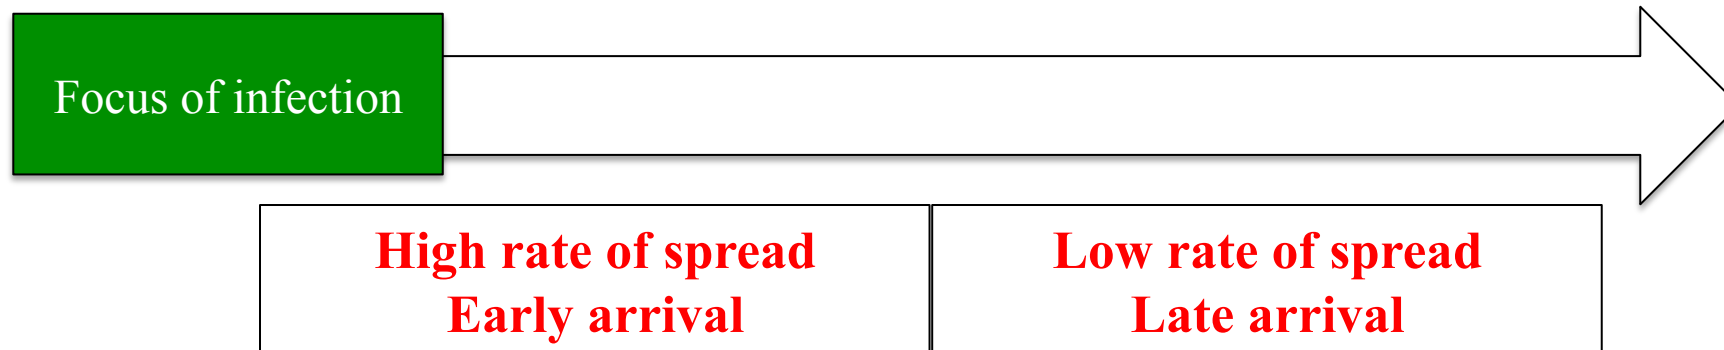 Focus of infection
High rate of spread
Early arrival
Low rate of spread
Late arrival